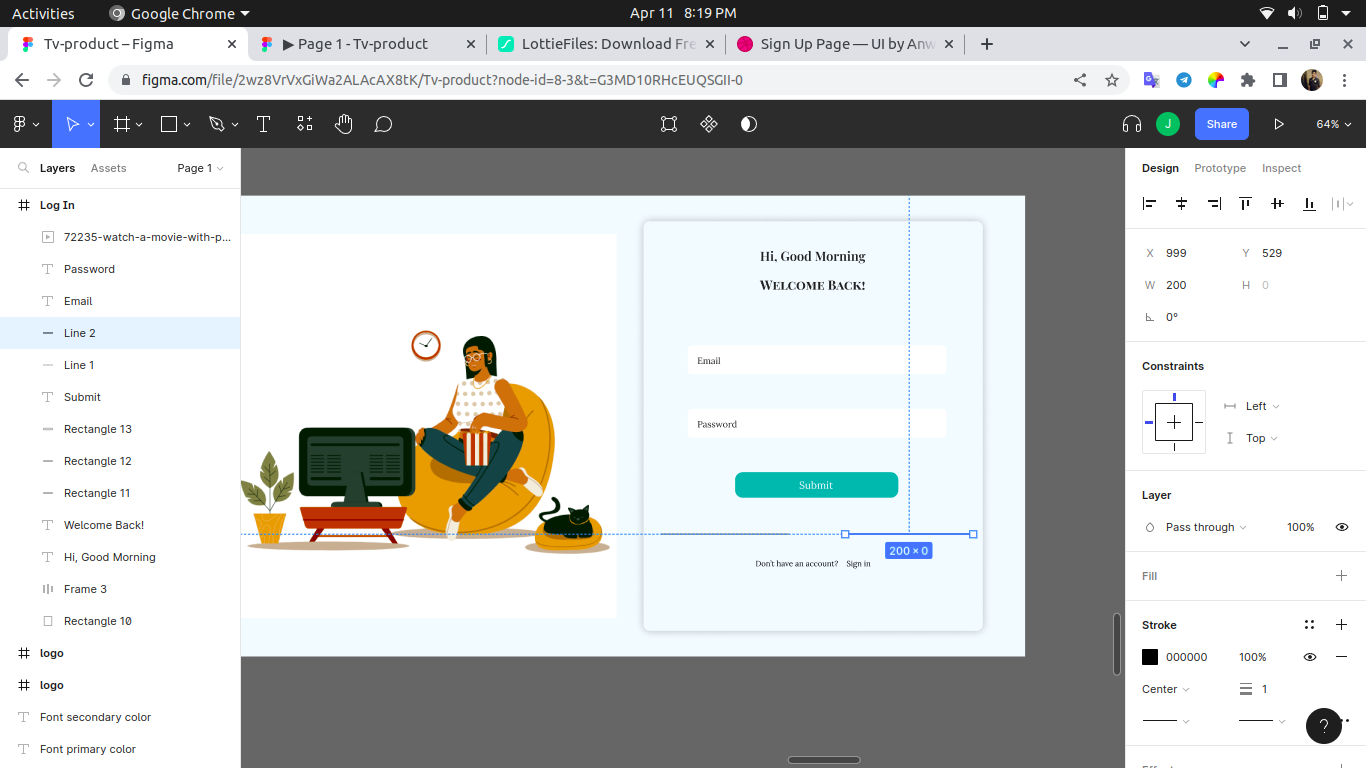 Activities
Google Chrome
Apr 11 8:19 PM
Tv-product – Figma
▶ Page 1 - Tv-product
LottieFiles: Download Fre
Sign Up Page — UI by Anw
figma.com/file/2wz8VrVxGiWa2ALAcAX8tK/Tv-product?node-id=8-3&t=G3MD10RHcEUQSGII-0
J
Share
64%
Layers
Assets
Page 1
Log In
72235-watch-a-movie-with-p...
Password
Email
Line 2
Line 1
Submit
Rectangle 13
Rectangle 12
Rectangle 11
Welcome Back!
Hi, Good Morning
Frame 3
Rectangle 10
logo
logo
Font secondary color
Font primary color
Hi, Good Morning
Welcome Back!
Email
Password
Submit
200 × 0
Don't have an account? Sign in
Design
Prototype
Inspect
X 999
Y 529
W 200
H 0
0°
Constraints
Left
Top
Layer
Pass through
100%
Fill
Stroke
000000
100%
Center
1
?